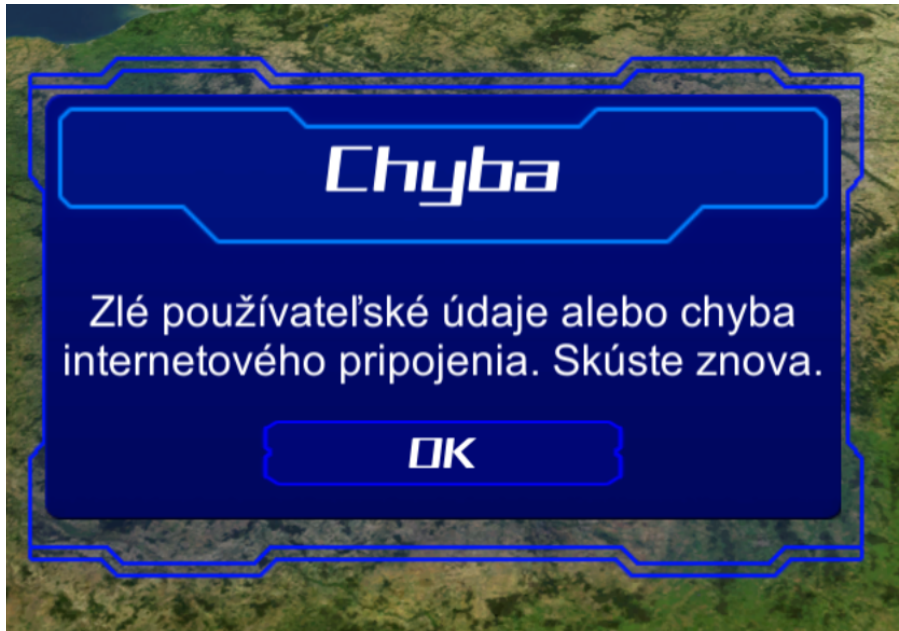 Chyba
Zlé používateľské údaje alebo chyba
internetového pripojenia. Skúste znova.
OK